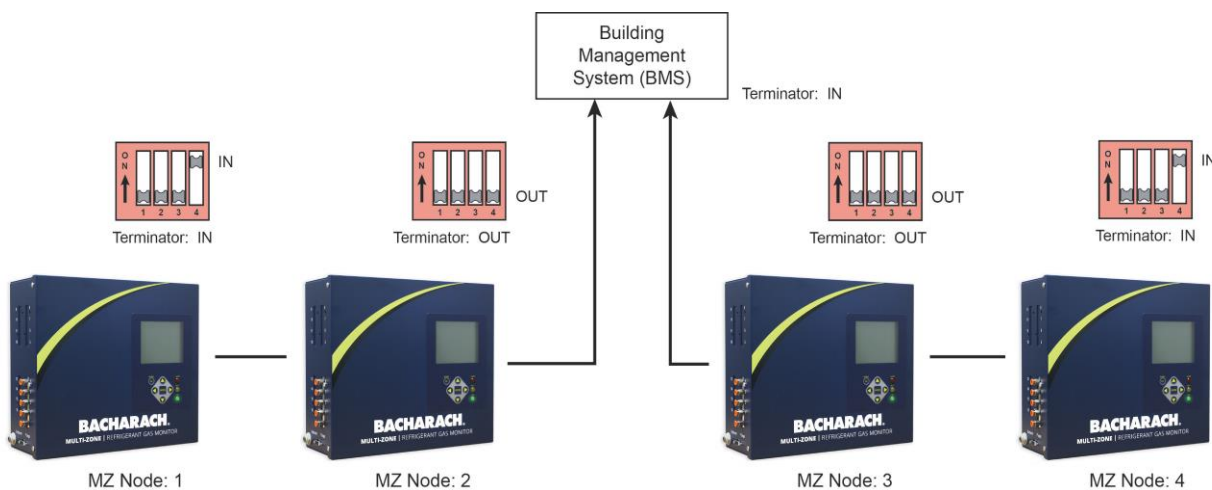 Building
Management
System (BMS)
Terminator: IN
ON
1 2 3 4
IN
Terminator: IN
ON
1 2 3 4
OUT
Terminator: OUT
ON
1 2 3 4
OUT
Terminator: OUT
ON
1 2 3 4
IN
Terminator: IN
BACHARACH®
MULTI-ZONE | REFRIGERANT GAS MONITOR
BACHARACH®
MULTI-ZONE | REFRIGERANT GAS MONITOR
BACHARACH®
MULTI-ZONE | REFRIGERANT GAS MONITOR
BACHARACH®
MULTI-ZONE | REFRIGERANT GAS MONITOR
MZ Node: 1
MZ Node: 2
MZ Node: 3
MZ Node: 4